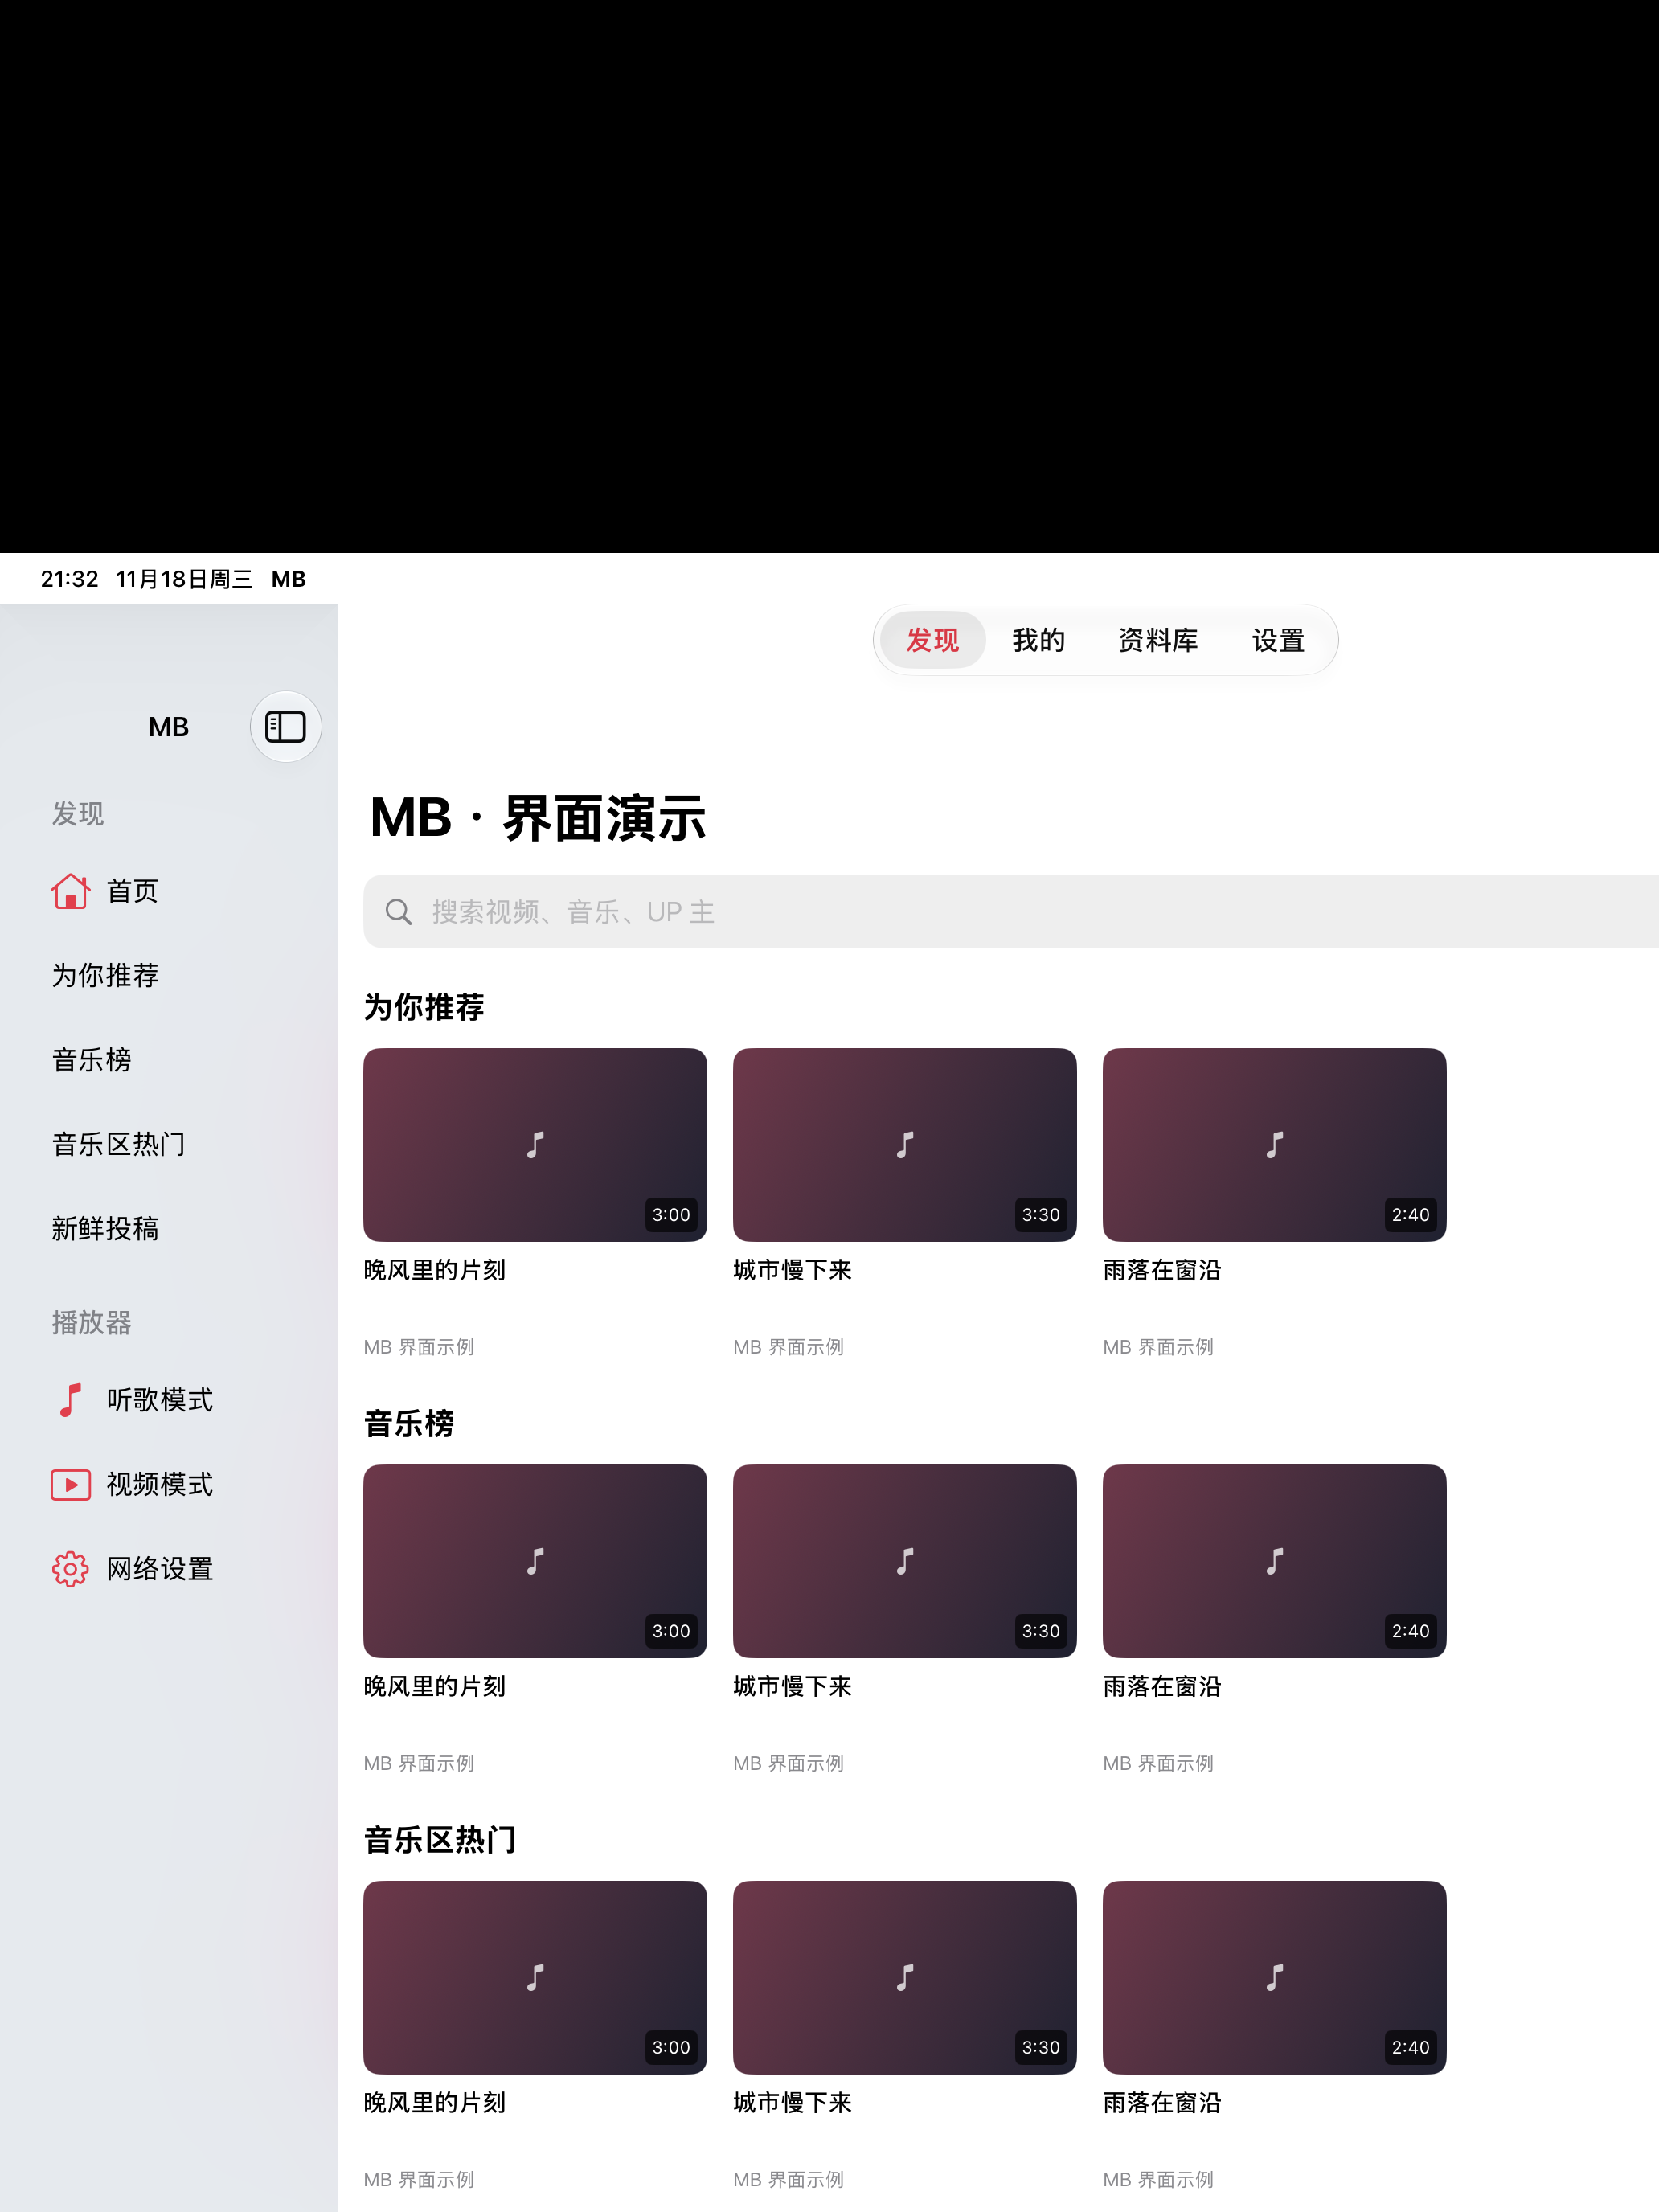 21:32 11月18日周三 MB
发现 我的 资料库 设置
MB
发现
首页
为你推荐
音乐榜
音乐区热门
新鲜投稿
播放器
听歌模式
视频模式
网络设置
MB · 界面演示
搜索视频、音乐、UP 主
为你推荐
3:00 3:30 2:40
晚风里的片刻 城市慢下来 雨落在窗沿
MB 界面示例 MB 界面示例 MB 界面示例
音乐榜
3:00 3:30 2:40
晚风里的片刻 城市慢下来 雨落在窗沿
MB 界面示例 MB 界面示例 MB 界面示例
音乐区热门
3:00 3:30 2:40
晚风里的片刻 城市慢下来 雨落在窗沿
MB 界面示例 MB 界面示例 MB 界面示例